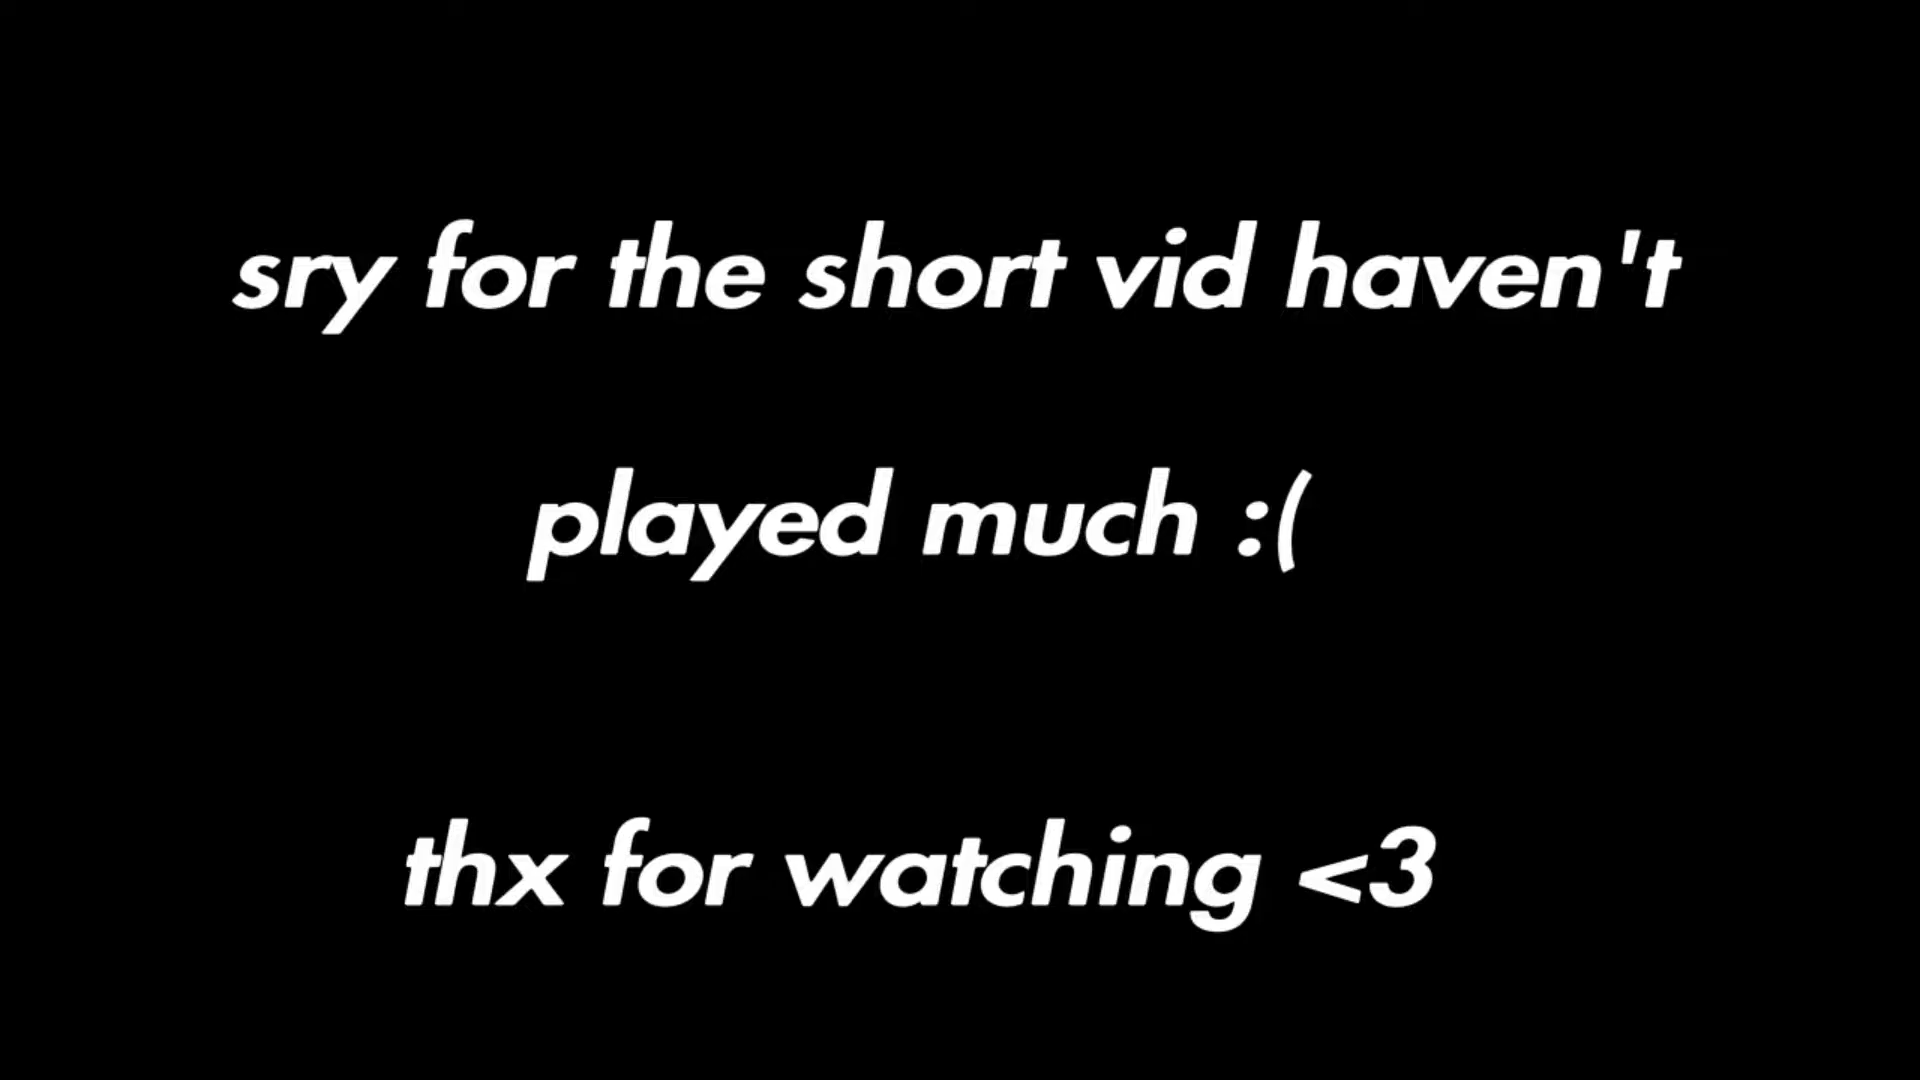 sry for the short vid haven't
played much :(
thx for watching <3